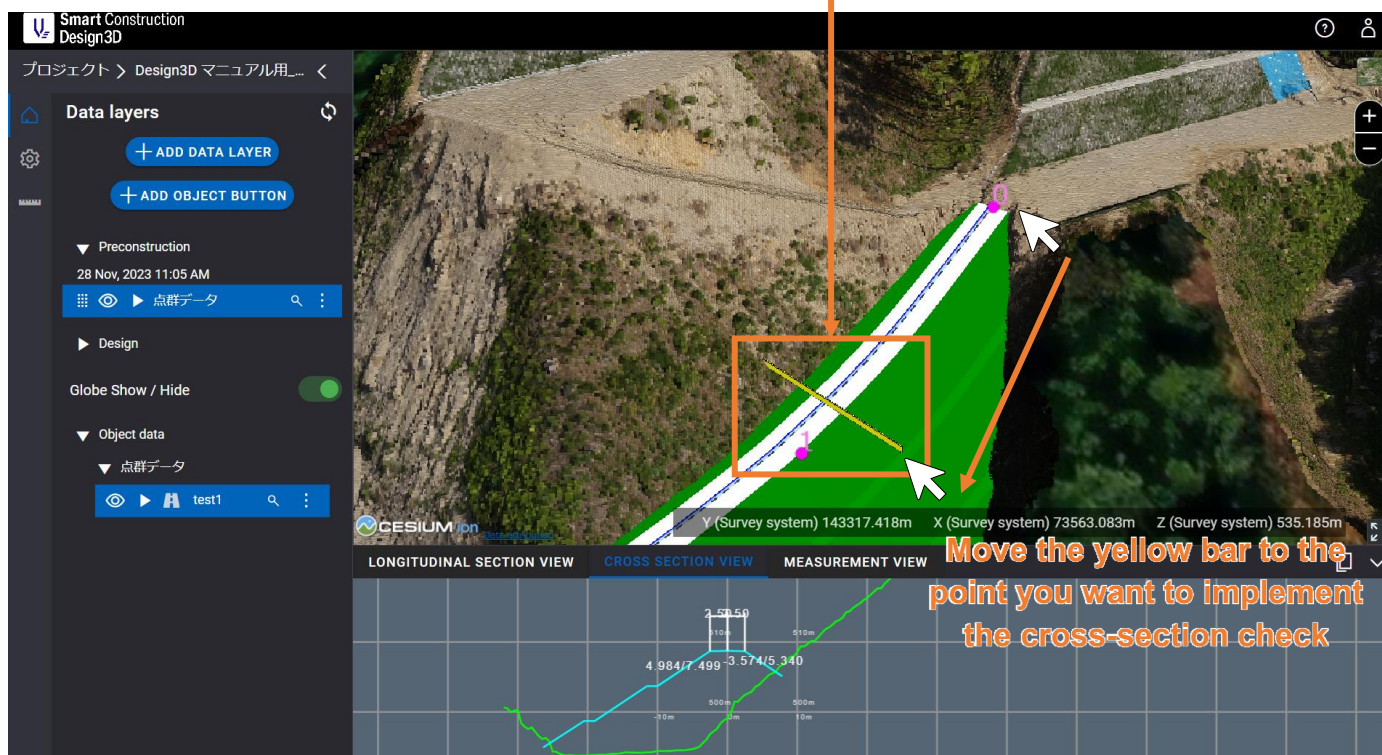 Smart Construction
Design3D
プロジェクト > Design3D マニュアル用_...
Data layers
+ ADD DATA LAYER
+ ADD OBJECT BUTTON
Preconstruction
28 Nov, 2023 11:05 AM
点群データ
Design
Globe Show / Hide
Object data
点群データ
test1
0
1
CESIUM ion
Data attribution
Y (Survey system) 143317.418m X (Survey system) 73563.083m Z (Survey system) 535.185m
LONGITUDINAL SECTION VIEW CROSS SECTION VIEW MEASUREMENT VIEW
Move the yellow bar to the
point you want to implement
the cross-section check
510m 510m
4.984/7.499 -3.574/5.340
500m 500m
-10m 0m 10m